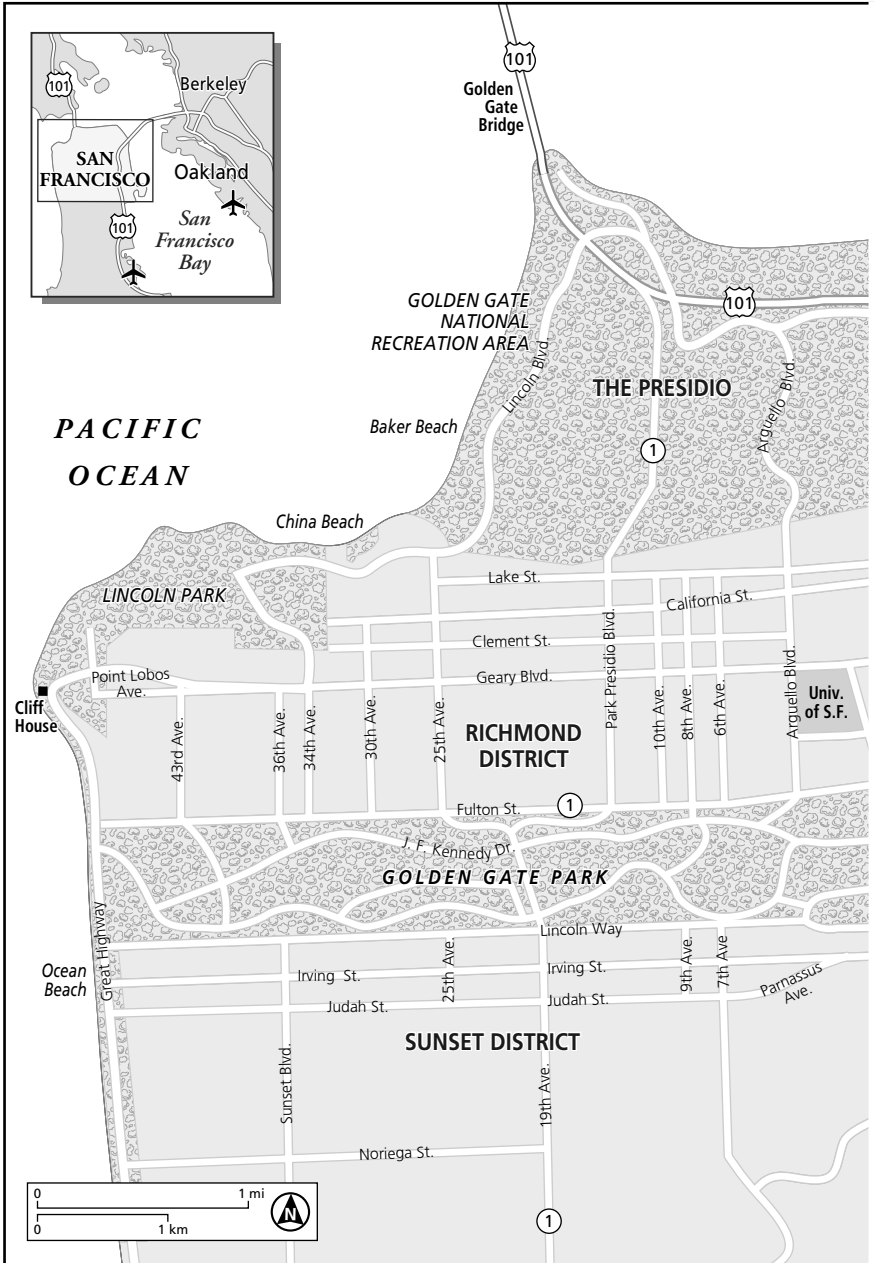 101
Berkeley
SAN
FRANCISCO
Oakland
101
San
Francisco
Bay
101
Golden
Gate
Bridge
101
GOLDEN GATE
NATIONAL
RECREATION AREA
Lincoln Blvd.
THE PRESIDIO
Arguello Blvd.
PACIFIC
OCEAN
Baker Beach
1
China Beach
Lake St.
LINCOLN PARK
California St.
Clement St.
Park Presidio Blvd.
Point Lobos
Ave.
Geary Blvd.
Arguello Blvd.
Cliff
House
43rd Ave.
36th Ave.
34th Ave.
30th Ave.
25th Ave.
10th Ave.
8th Ave.
6th Ave.
Univ.
of S.F.
RICHMOND
DISTRICT
Fulton St.
1
J. F. Kennedy Dr.
GOLDEN GATE PARK
Great Highway
Lincoln Way
Ocean
Beach
Irving St.
25th Ave.
Irving St.
9th Ave.
7th Ave
Parnassus
Ave.
Judah St.
Judah St.
SUNSET DISTRICT
Sunset Blvd.
19th Ave.
Noriega St.
0
1 mi
0
1 km
N
1